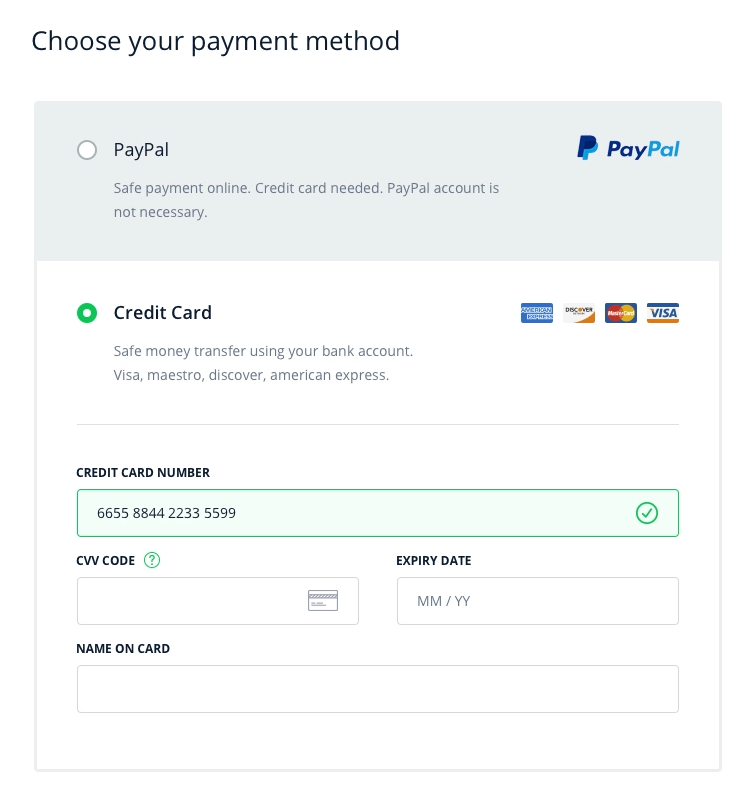 Choose your payment method
PayPal
PayPal
Safe payment online. Credit card needed. PayPal account is
not necessary.
Credit Card
AMERICAN EXPRESS
DISCOVER
MasterCard
VISA
Safe money transfer using your bank account.
Visa, maestro, discover, american express.
CREDIT CARD NUMBER
6655 8844 2233 5599
CVV CODE ?
EXPIRY DATE
MM / YY
NAME ON CARD